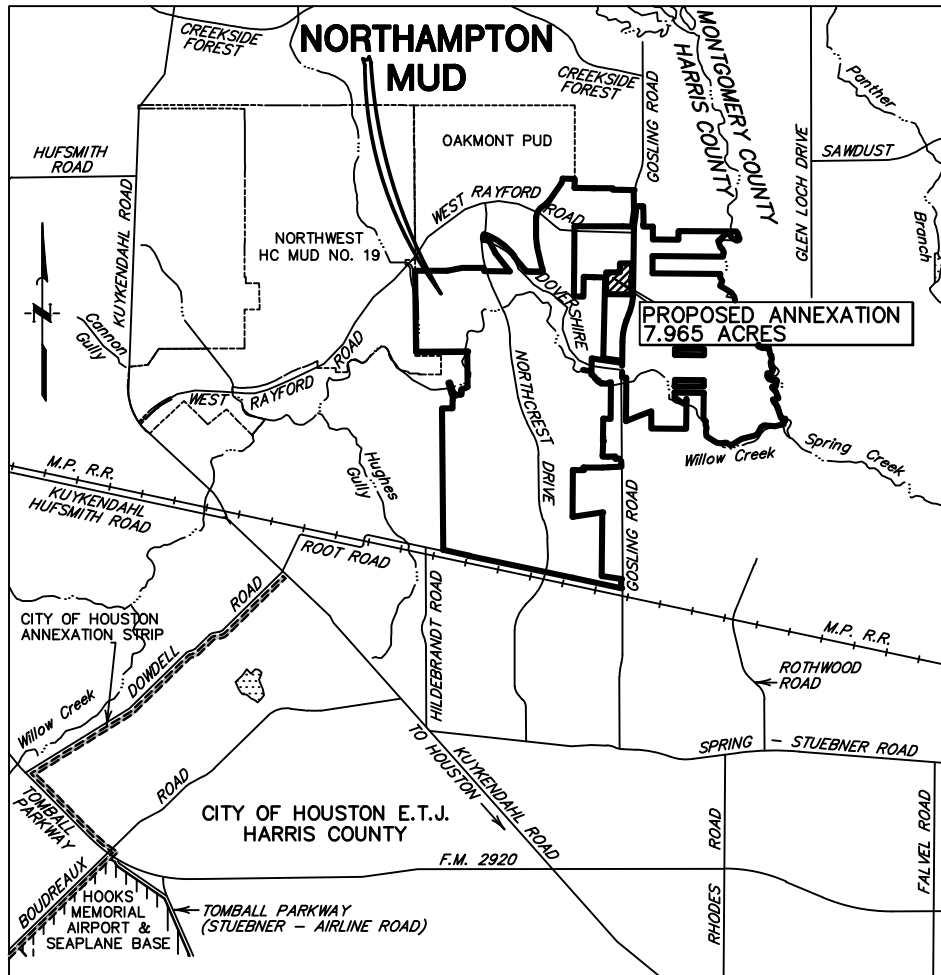 CREEKSIDE
FOREST
NORTHAMPTON
MUD
CREEKSIDE
FOREST
GOSLING ROAD
MONTGOMERY COUNTY
HARRIS COUNTY
GLEN LOCH DRIVE
Panther
Branch
SAWDUST
HUFSMITH
ROAD
KUYKENDAHL ROAD
OAKMONT PUD
WEST RAYFORD
ROAD
NORTHWEST
HC MUD NO. 19
N
Cannon
Gully
DOVERSHIRE
PROPOSED ANNEXATION
7.965 ACRES
WEST RAYFORD ROAD
NORTHCREST DRIVE
Hughes
Gully
Willow Creek
Spring Creek
M.P. R.R.
KUYKENDAHL
HUFSMITH ROAD
ROOT ROAD
GOSLING ROAD
HILDEBRANDT ROAD
M.P. R.R.
ROTHWOOD
ROAD
CITY OF HOUSTON
ANNEXATION STRIP
DOWDELL ROAD
Willow Creek
TOMBALL
PARKWAY
BOUDREAUX
ROAD
CITY OF HOUSTON E.T.J.
HARRIS COUNTY
TO HOUSTON
KUYKENDAHL ROAD
SPRING - STUEBNER ROAD
F.M. 2920
RHODES ROAD
FALVEL ROAD
HOOKS
MEMORIAL
AIRPORT &
SEAPLANE BASE
TOMBALL PARKWAY
(STUEBNER - AIRLINE ROAD)